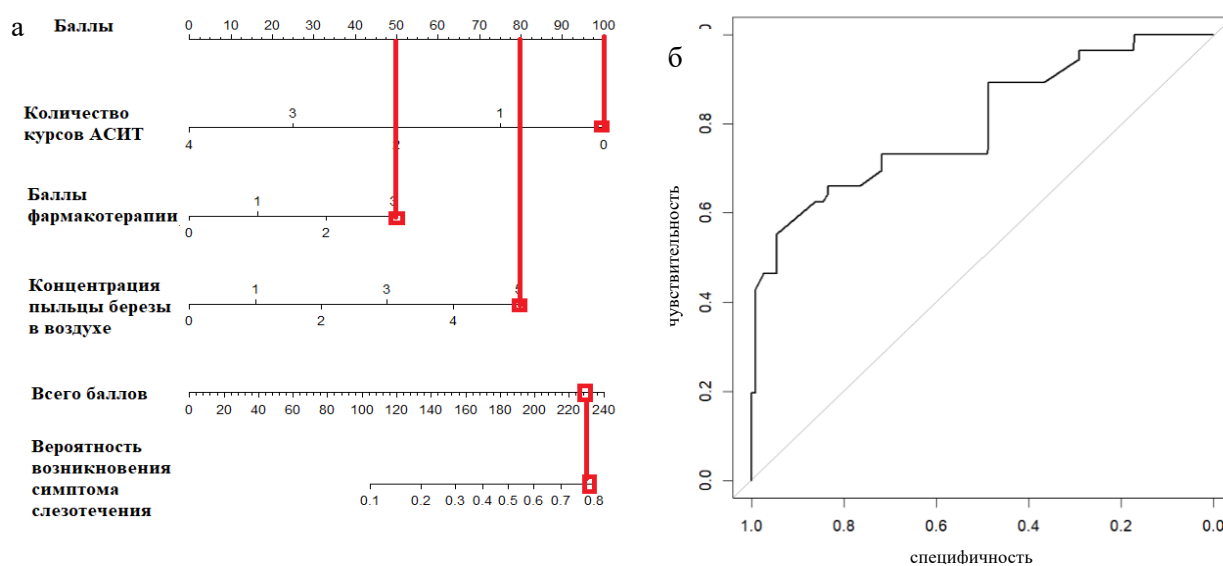 а
Баллы
0 10 20 30 40 50 60 70 80 90 100
Количество
курсов АСИТ
3 1
4 2 0
Баллы
фармакотерапии
1 3
0 2
Концентрация
пыльцы березы
в воздухе
1 3 5
0 2 4
Всего баллов
0 20 40 60 80 100 120 140 160 180 200 220 240
Вероятность
возникновения
симптома
слезотечения
0.1 0.2 0.3 0.4 0.5 0.6 0.7 0.8
б
чувствительность
0.8
0.6
0.4
0.2
0.0
1.0 0.8 0.6 0.4 0.2 0.0
специфичность